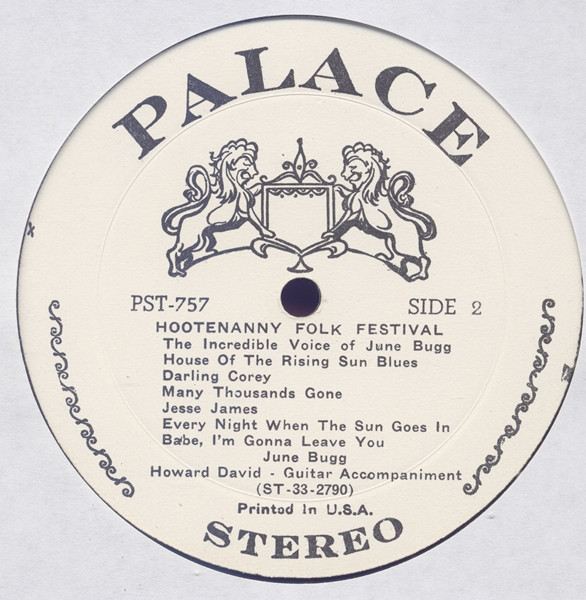 PALACE
PST-757 SIDE 2
HOOTENANNY FOLK FESTIVAL
The Incredible Voice of June Bugg
House Of The Rising Sun Blues
Darling Corey
Many Thousands Gone
Jesse James
Every Night When The Sun Goes In
Babe, I'm Gonna Leave You
June Bugg
Howard David - Guitar Accompaniment
(ST-33-2790)
Printed In U.S.A.
STEREO